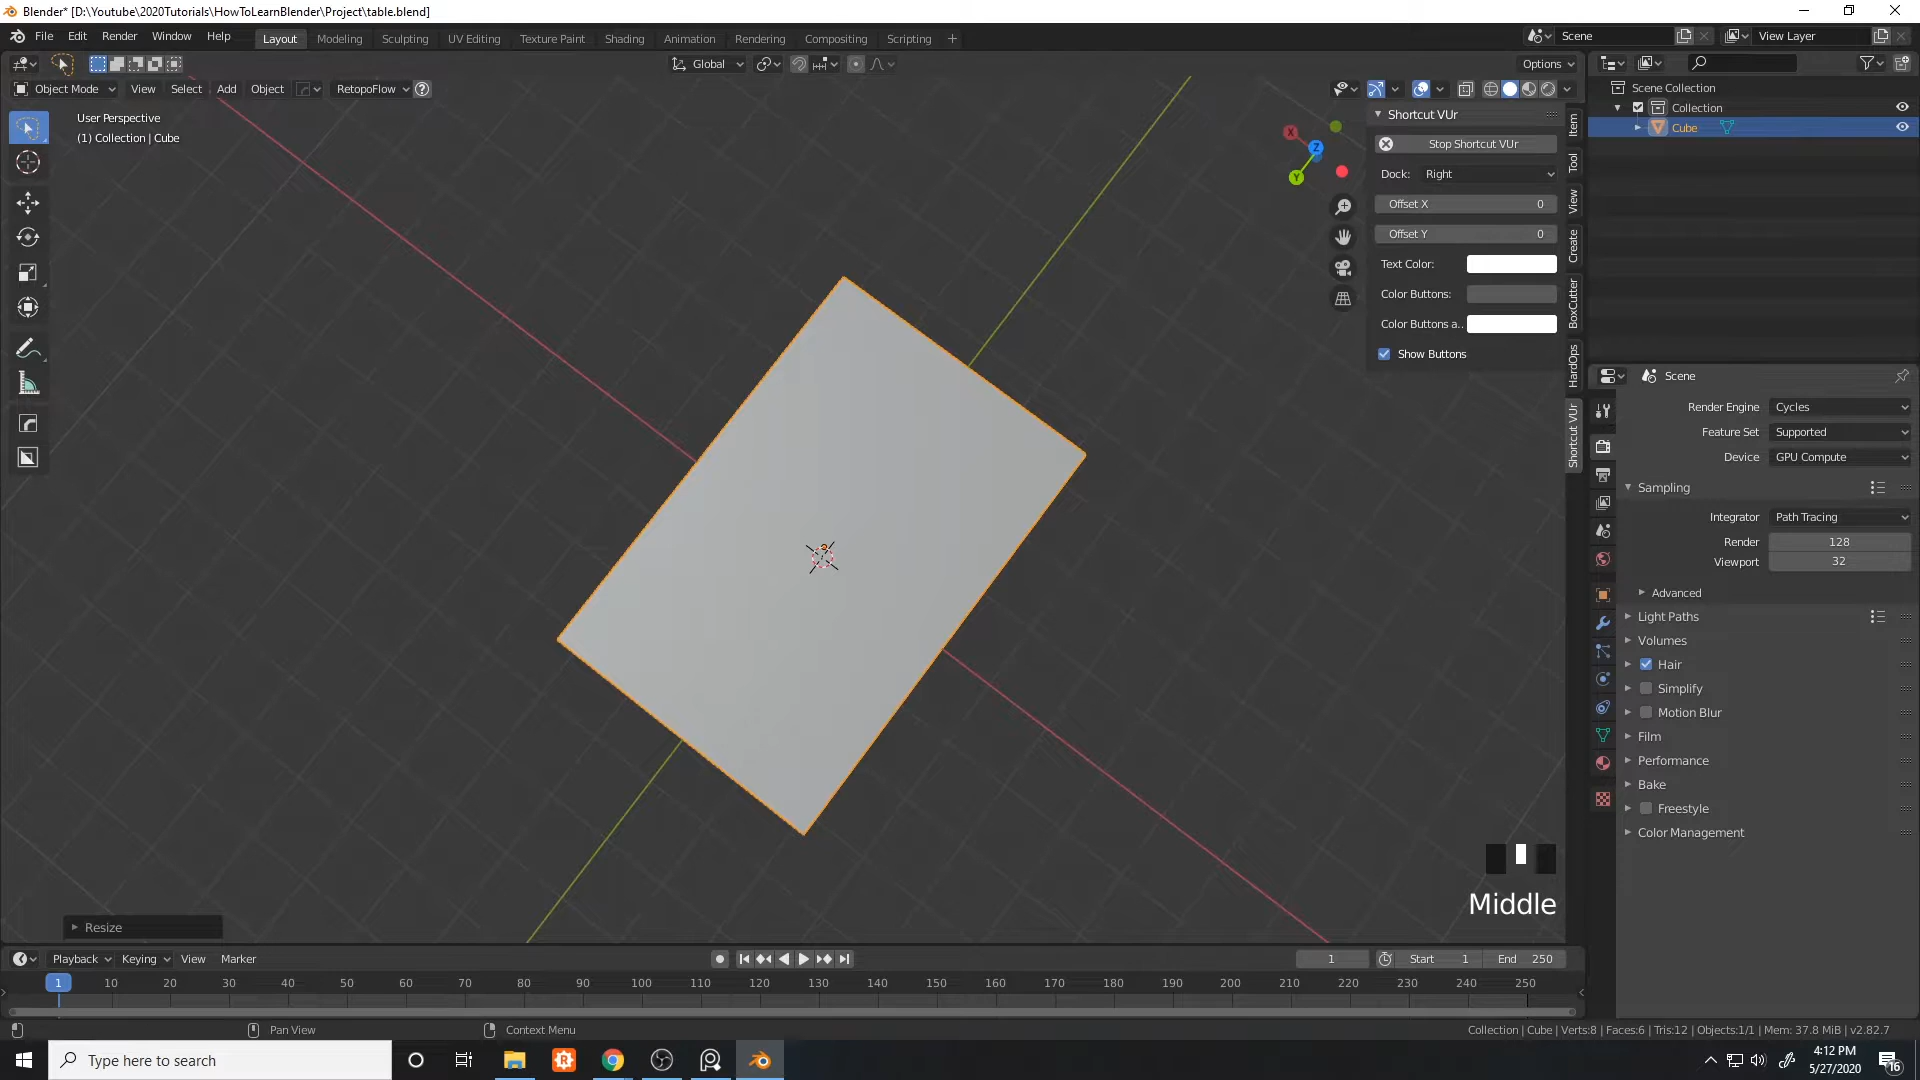 Blender* [D:\Youtube\2020Tutorials\HowToLearnBlender\Project\table.blend]
File Edit Render Window Help
Layout Modeling Sculpting UV Editing Texture Paint Shading Animation Rendering Compositing Scripting +
Scene
View Layer
Global
Options
Object Mode View Select Add Object RetopoFlow
User Perspective
(1) Collection | Cube
X
Y
Z
Shortcut VUr
Stop Shortcut VUr
Dock: Right
Offset X 0
Offset Y 0
Text Color:
Color Buttons:
Color Buttons a..
Show Buttons
Item
Tool
View
Create
BoxCutter
HardOps
Shortcut VUr
Scene Collection
Collection
Cube
Scene
Render Engine Cycles
Feature Set Supported
Device GPU Compute
Sampling
Integrator Path Tracing
Render 128
Viewport 32
Advanced
Light Paths
Volumes
Hair
Simplify
Motion Blur
Film
Performance
Bake
Freestyle
Color Management
Middle
Resize
Playback Keying View Marker
1
Start 1
End 250
1 10 20 30 40 50 60 70 80 90 100 110 120 130 140 150 160 170 180 190 200 210 220 230 240 250
Pan View
Context Menu
Collection | Cube | Verts:8 | Faces:6 | Tris:12 | Objects:1/1 | Mem: 37.8 MiB | v2.82.7
Type here to search
4:12 PM
5/27/2020
16